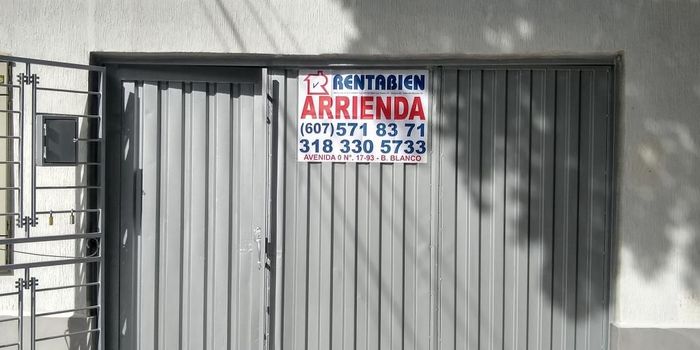 RENTABIEN
ARRIENDA
(607)571 83 71
318 330 5733
AVENIDA 0 N°. 17-93 - B. BLANCO